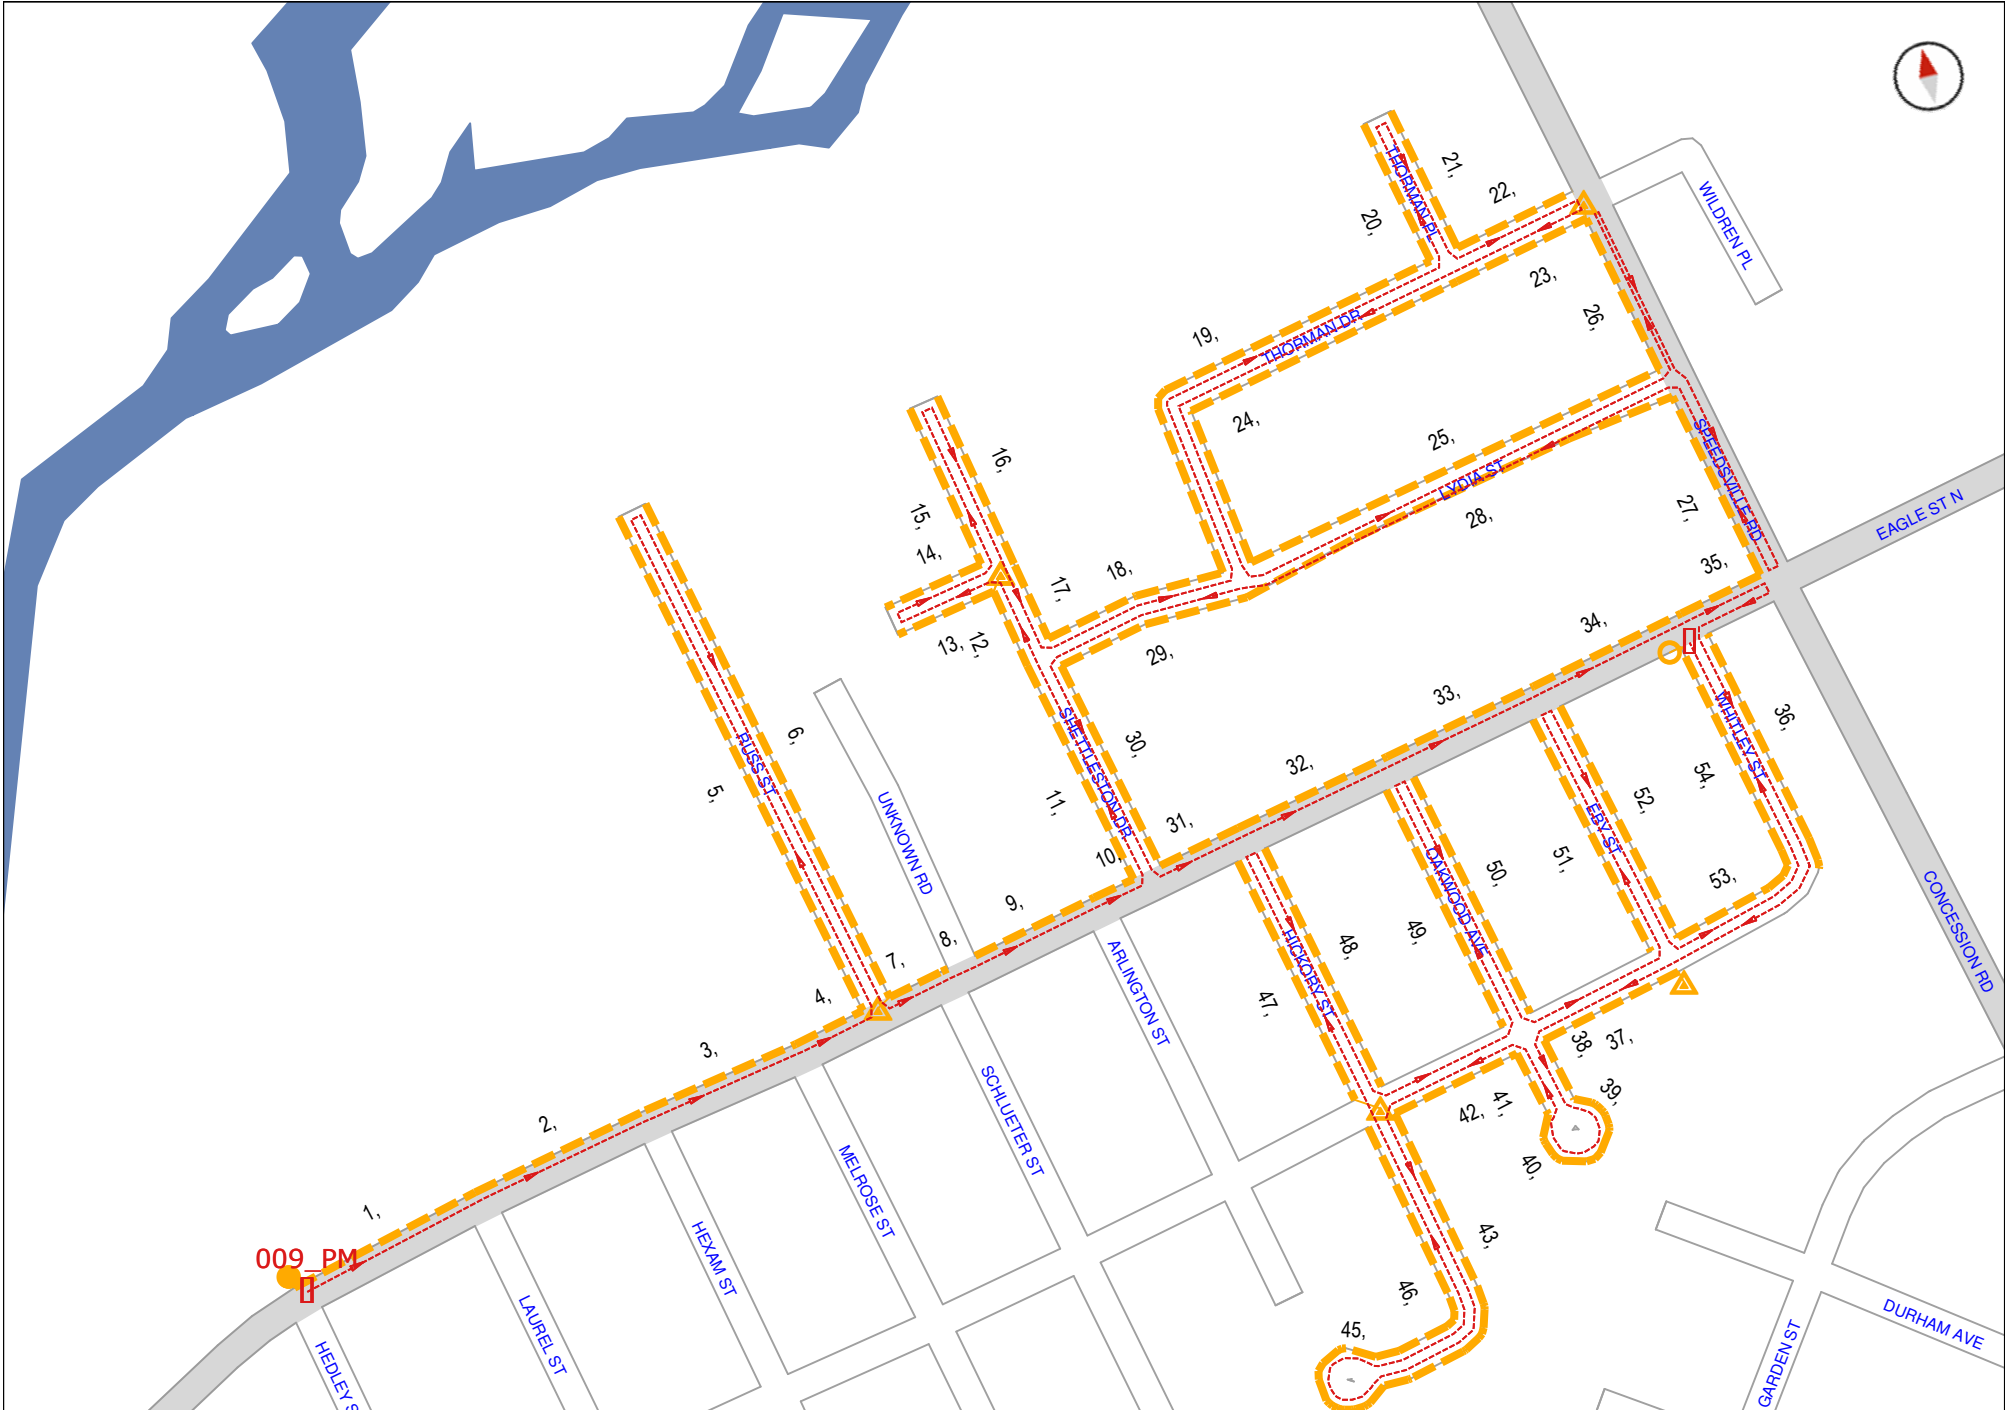 THORMAN PL
21,
22,
20,
WILDREN PL
23,
26,
19,
THORMAN DR
24,
25,
LYDIA ST
28,
SPEEDSVILLE RD
27,
EAGLE ST N
16,
15,
14,
13,
12,
17,
18,
29,
35,
34,
33,
36,
WHITLEY ST
54,
30,
SHETTLESTON DR
11,
32,
31,
10,
6,
RUSS ST
5,
UNKNOWN RD
52,
EBY ST
51,
53,
50,
OAKWOOD AVE
49,
48,
HICKORY ST
47,
CONCESSION RD
9,
8,
7,
4,
ARLINGTON ST
3,
2,
1,
38,
37,
39,
41,
42,
40,
SCHLUETER ST
MELROSE ST
HEXAM ST
43,
46,
45,
009_PM
LAUREL ST
HEDLEY S
GARDEN ST
DURHAM AVE